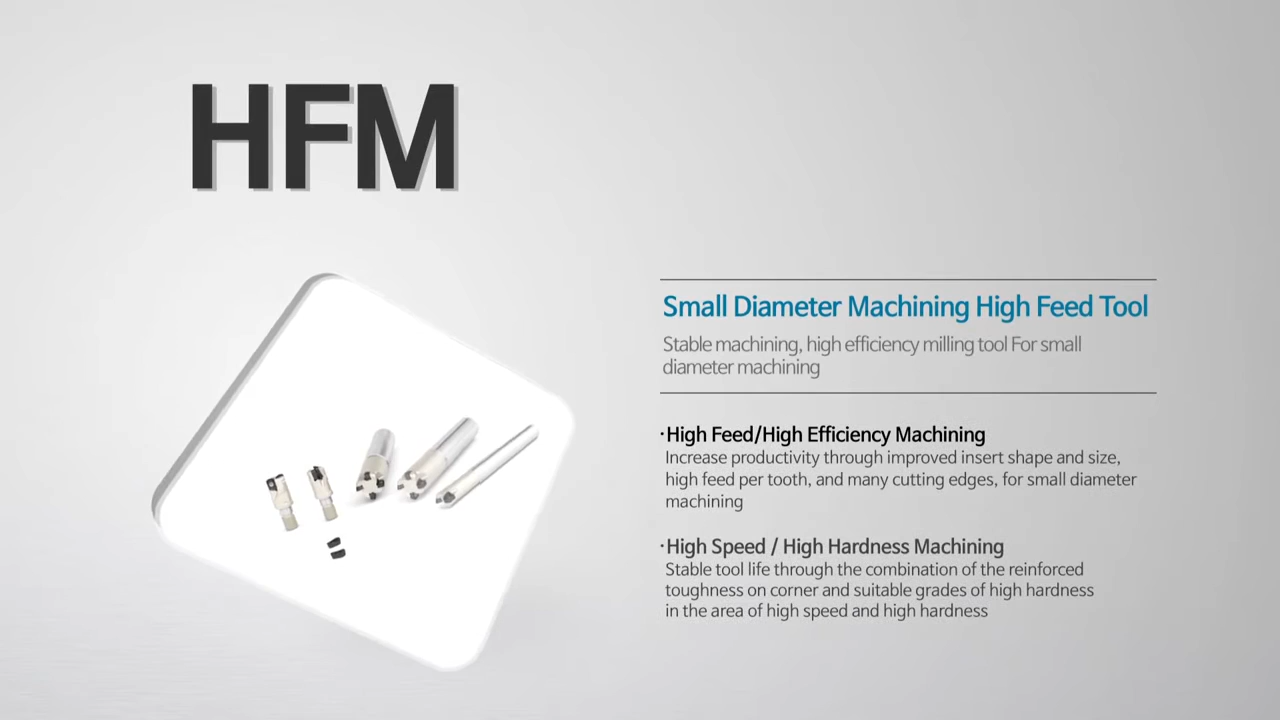 HFM
Small Diameter Machining High Feed Tool
Stable machining, high efficiency milling tool For small
diameter machining
·High Feed/High Efficiency Machining
Increase productivity through improved insert shape and size,
high feed per tooth, and many cutting edges, for small diameter
machining
·High Speed / High Hardness Machining
Stable tool life through the combination of the reinforced
toughness on corner and suitable grades of high hardness
in the area of high speed and high hardness